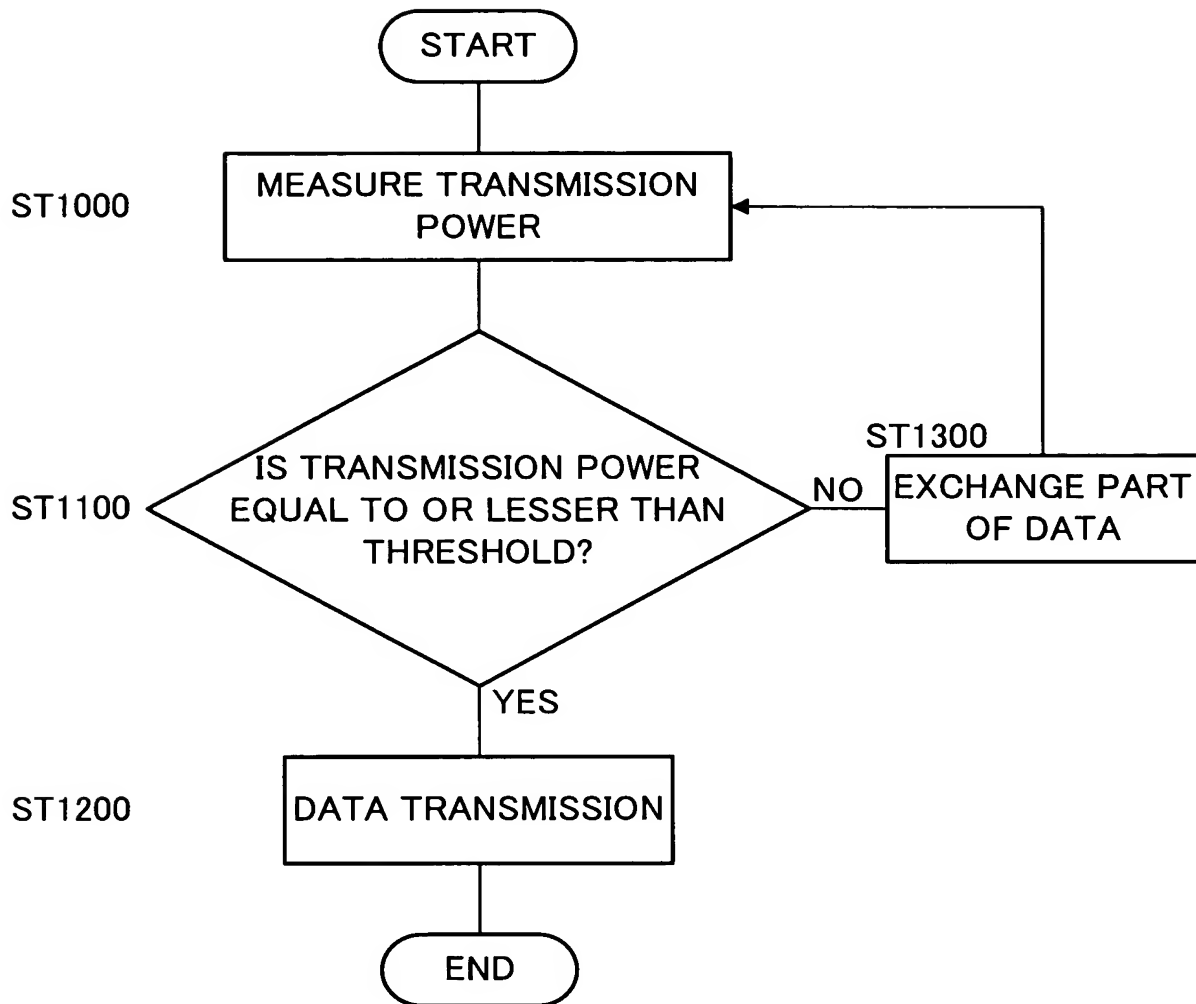 START
ST1000
MEASURE TRANSMISSION
POWER
ST1100
IS TRANSMISSION POWER
EQUAL TO OR LESSER THAN
THRESHOLD?
NO
ST1300
EXCHANGE PART
OF DATA
YES
ST1200
DATA TRANSMISSION
END